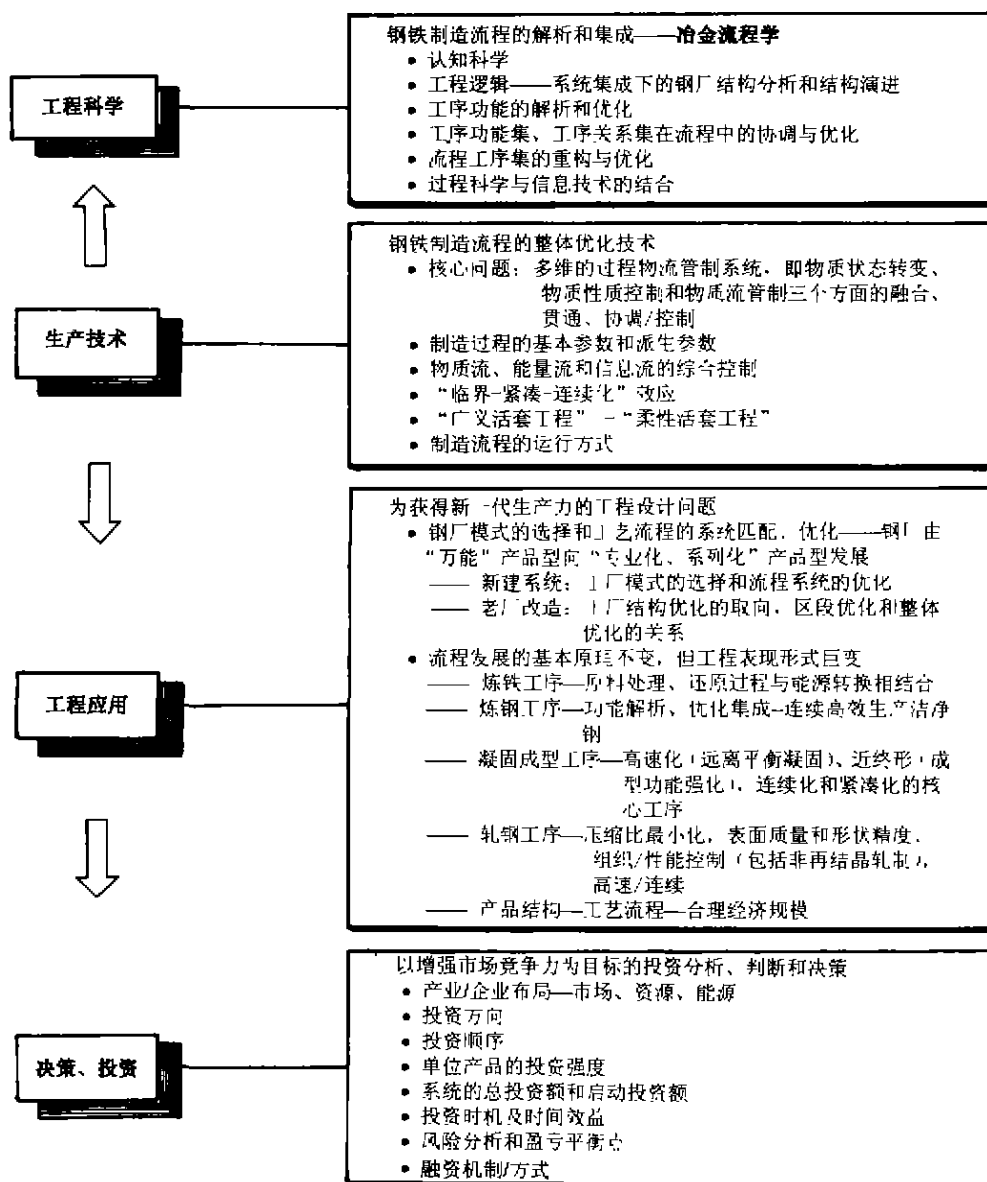 工程科学
钢铁制造流程的解析和集成——冶金流程学
• 认知科学
• 工程逻辑——系统集成下的钢厂结构分析和结构演进
• 工序功能的解析和优化
• 工序功能集、工序关系集在流程中的协调与优化
• 流程工序集的重构与优化
• 过程科学与信息技术的结合
生产技术
钢铁制造流程的整体优化技术
• 核心问题：多维的过程物流管制系统，即物质状态转变、
物质性质控制和物质流管制三个方面的融合、
贯通、协调/控制
• 制造过程的基本参数和派生参数
• 物质流、能量流和信息流的综合控制
• “临界-紧凑-连续化”效应
• “广义活套工程”-“柔性活套工程”
• 制造流程的运行方式
工程应用
为获得新一代生产力的工程设计问题
• 钢厂模式的选择和工艺流程的系统匹配、优化——钢厂由
“万能”产品型向“专业化、系列化”产品型发展
—— 新建系统：工厂模式的选择和流程系统的优化
—— 老厂改造：工厂结构优化的取向，区段优化和整体
优化的关系
• 流程发展的基本原理不变，但工程表现形式巨变
—— 炼铁工序—原料处理、还原过程与能源转换相结合
—— 炼钢工序—功能解析、优化集成-连续高效生产洁净
钢
—— 凝固成型工序—高速化（远离平衡凝固）、近终形（成
型功能强化），连续化和紧凑化的核
心工序
—— 轧钢工序—压缩比最小化，表面质量和形状精度，
组织/性能控制（包括非再结晶轧制），
高速/连续
—— 产品结构—工艺流程—合理经济规模
决策、投资
以增强市场竞争力为目标的投资分析、判断和决策
• 产业/企业布局—市场、资源、能源
• 投资方向
• 投资顺序
• 单位产品的投资强度
• 系统的总投资额和启动投资额
• 投资时机及时间效益
• 风险分析和盈亏平衡点
• 融资机制/方式